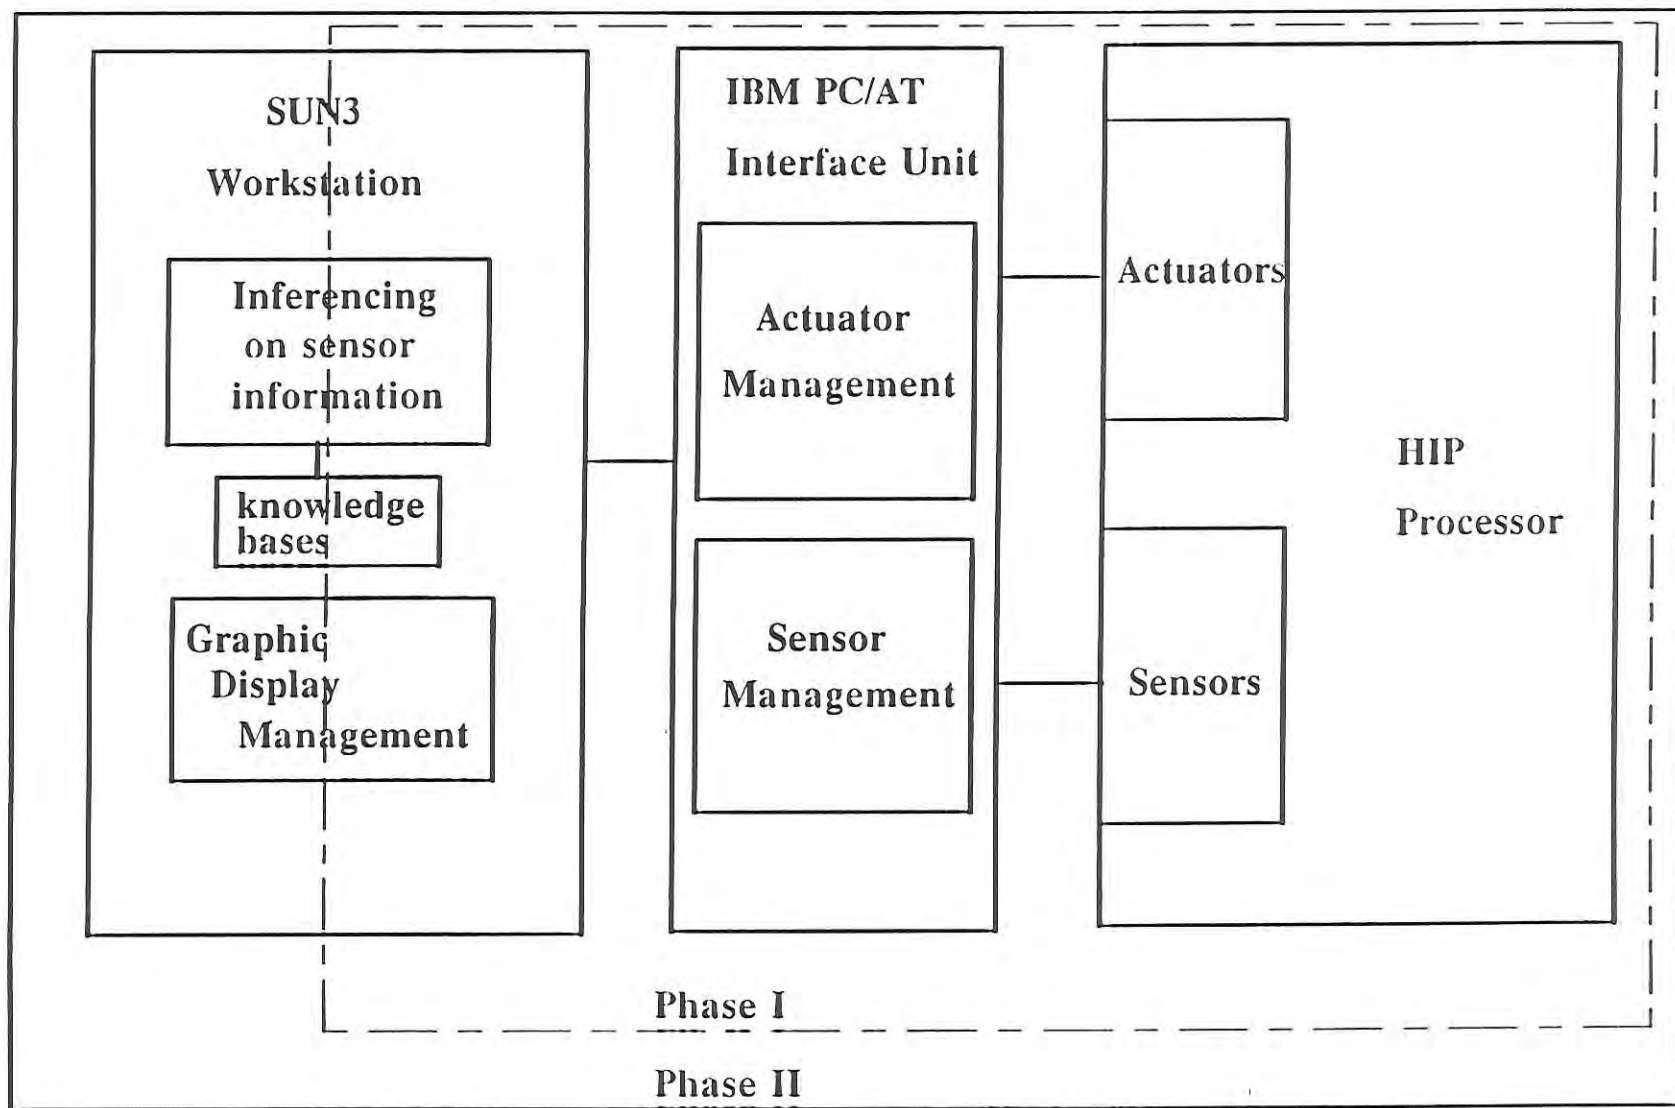 SUN3
Workstation
Inferencing
on sensor
information
knowledge
bases
Graphic
Display
Management
IBM PC/AT
Interface Unit
Actuator
Management
Sensor
Management
Actuators
Sensors
HIP
Processor
Phase I
Phase II